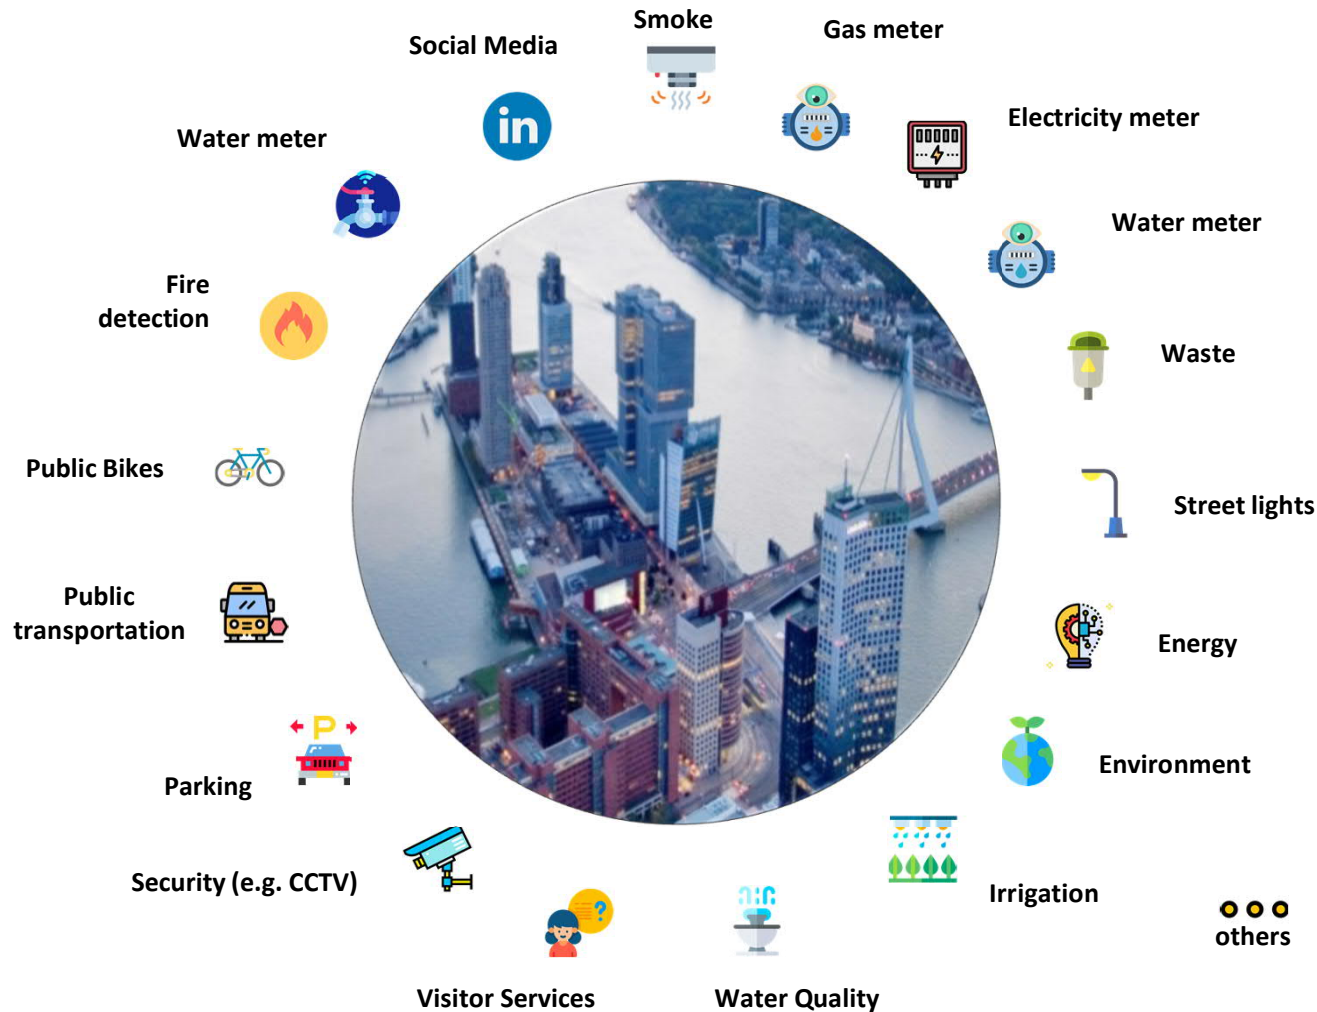 Smoke
Gas meter
Social Media
in
Electricity meter
Water meter
Water meter
Fire
detection
Waste
Public Bikes
Street lights
Public
transportation
Energy
P
Parking
Environment
Security (e.g. CCTV)
Irrigation
?
others
Visitor Services
Water Quality